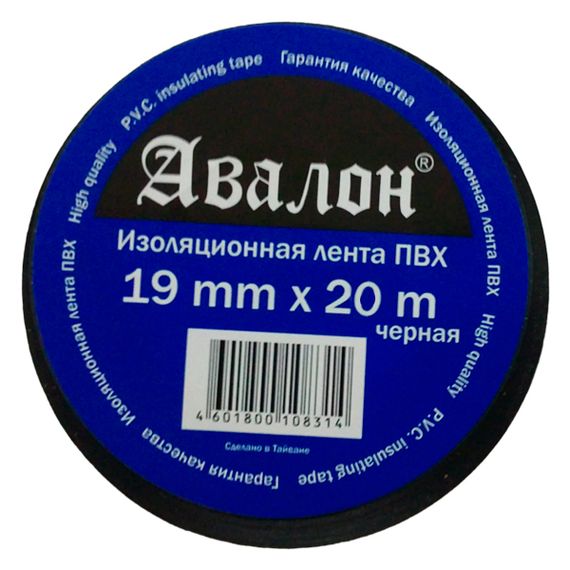 Авалон®
Изоляционная лента ПВХ
19 mm x 20 m
черная
4 601800 108314
Сделано в Тайване
High quality P.V.C. insulating tape Гарантия качества Изоляционная лента ПВХ High quality P.V.C. insulating tape Гарантия качества Изоляционная лента ПВХ